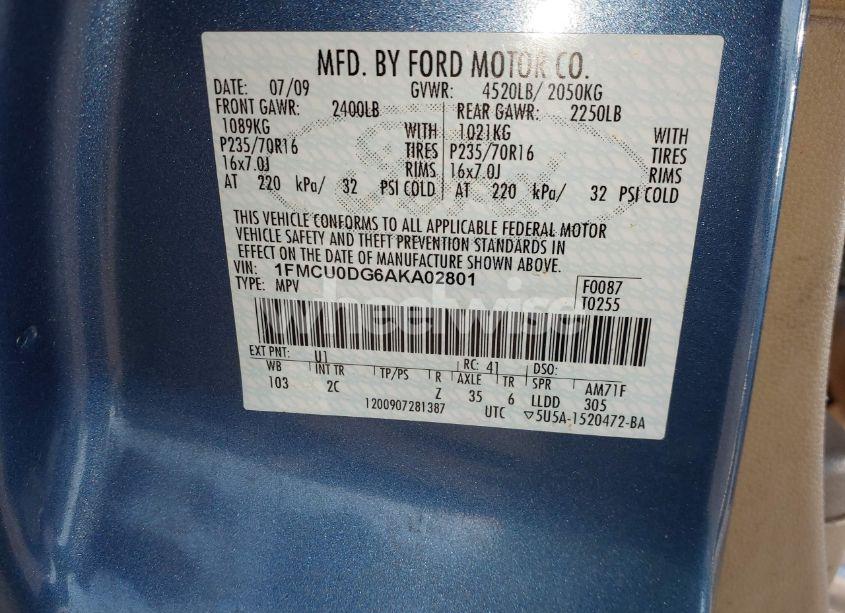 MFD. BY FORD MOTOR CO.
DATE: 07/09 GVWR: 4520LB/ 2050KG
FRONT GAWR: 2400LB REAR GAWR: 2250LB
1089KG WITH 1021KG WITH
P235/70R16 TIRES P235/70R16 TIRES
16x7.0J RIMS 16x7.0J RIMS
AT 220 kPa/ 32 PSI COLD AT 220 kPa/ 32 PSI COLD
THIS VEHICLE CONFORMS TO ALL APPLICABLE FEDERAL MOTOR
VEHICLE SAFETY AND THEFT PREVENTION STANDARDS IN
EFFECT ON THE DATE OF MANUFACTURE SHOWN ABOVE.
VIN: 1FMCU0DG6AKA02801 F0087
TYPE: MPV T0255
wheelwise
EXT PNT: U1 RC: 41 DSO:
WB INT TR TP/PS R AXLE TR SPR AM71F
103 2C Z 35 6 LLDD 305
1200907281387 UTC ▽5U5A-1520472-BA